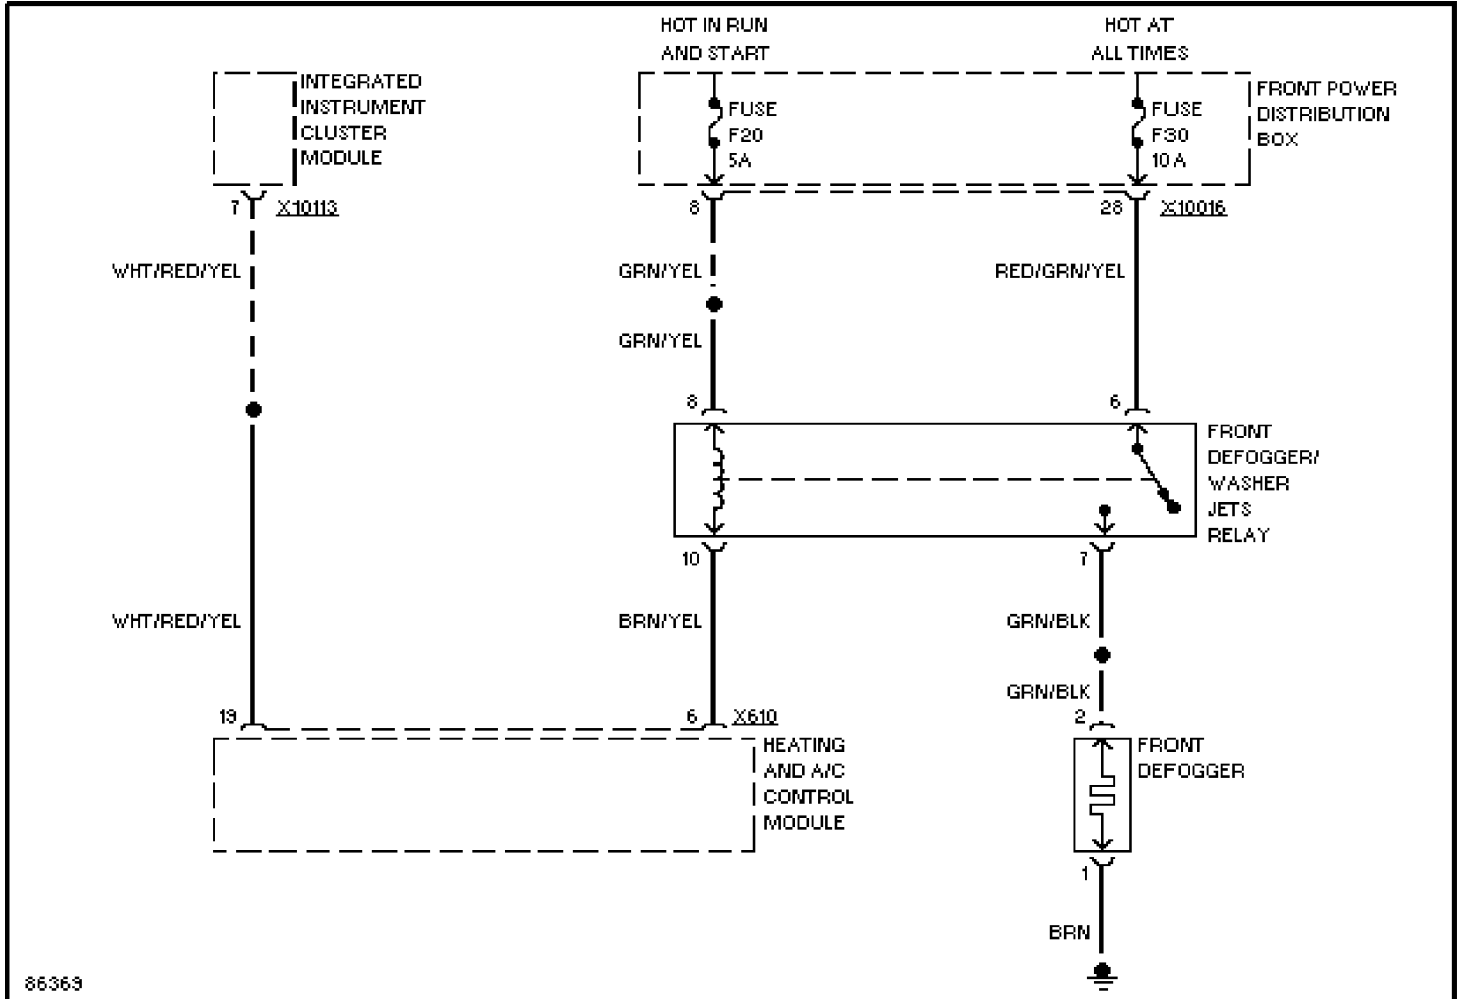 HOT IN RUN
AND START
HOT AT
ALL TIMES
INTEGRATED
INSTRUMENT
CLUSTER
MODULE
FUSE
F20
5A
FUSE
F30
10A
FRONT POWER
DISTRIBUTION
BOX
7 X10113
8
28 X10016
WHT/RED/YEL
GRN/YEL
RED/GRN/YEL
GRN/YEL
8
6
FRONT
DEFOGGER/
WASHER
JETS
RELAY
10
7
WHT/RED/YEL
BRN/YEL
GRN/BLK
GRN/BLK
19
6 X610
2
HEATING
AND A/C
CONTROL
MODULE
FRONT
DEFOGGER
1
BRN
86369